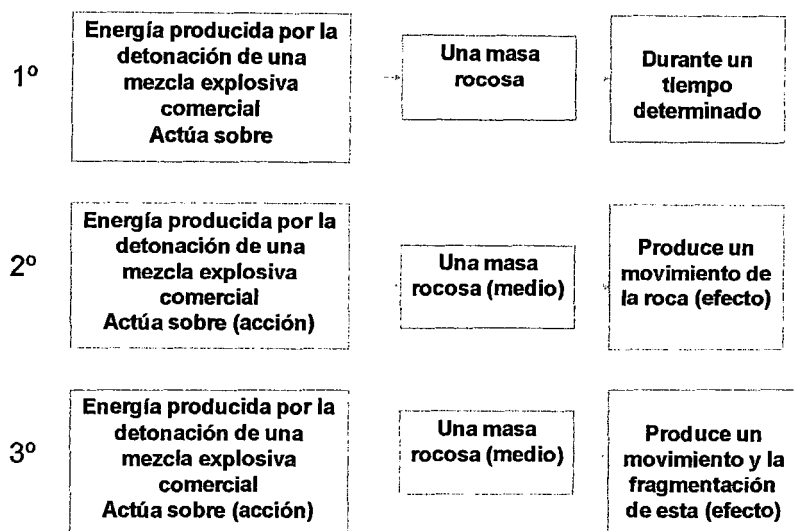 1º
Energía producida por la
detonación de una
mezcla explosiva
comercial
Actúa sobre
Una masa
rocosa
Durante un
tiempo
determinado
2º
Energía producida por la
detonación de una
mezcla explosiva
comercial
Actúa sobre (acción)
Una masa
rocosa (medio)
Produce un
movimiento de
la roca (efecto)
3º
Energía producida por la
detonación de una
mezcla explosiva
comercial
Actúa sobre (acción)
Una masa
rocosa (medio)
Produce un
movimiento y la
fragmentación
de esta (efecto)